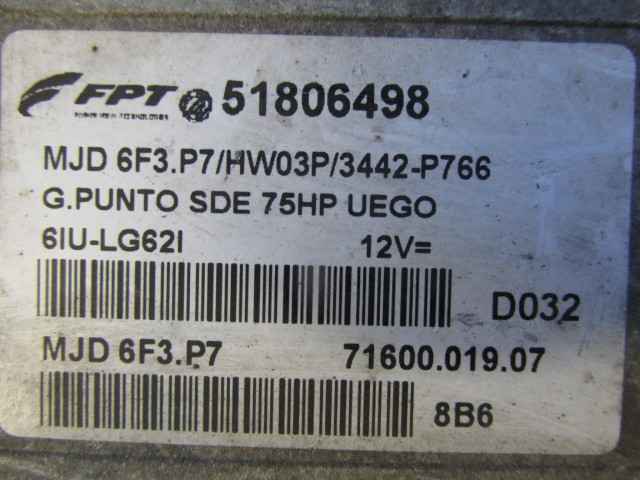 FPT 51806498
MJD 6F3.P7/HW03P/3442-P766
G.PUNTO SDE 75HP UEGO
6IU-LG62I 12V=
D032
MJD 6F3.P7 71600.019.07
8B6